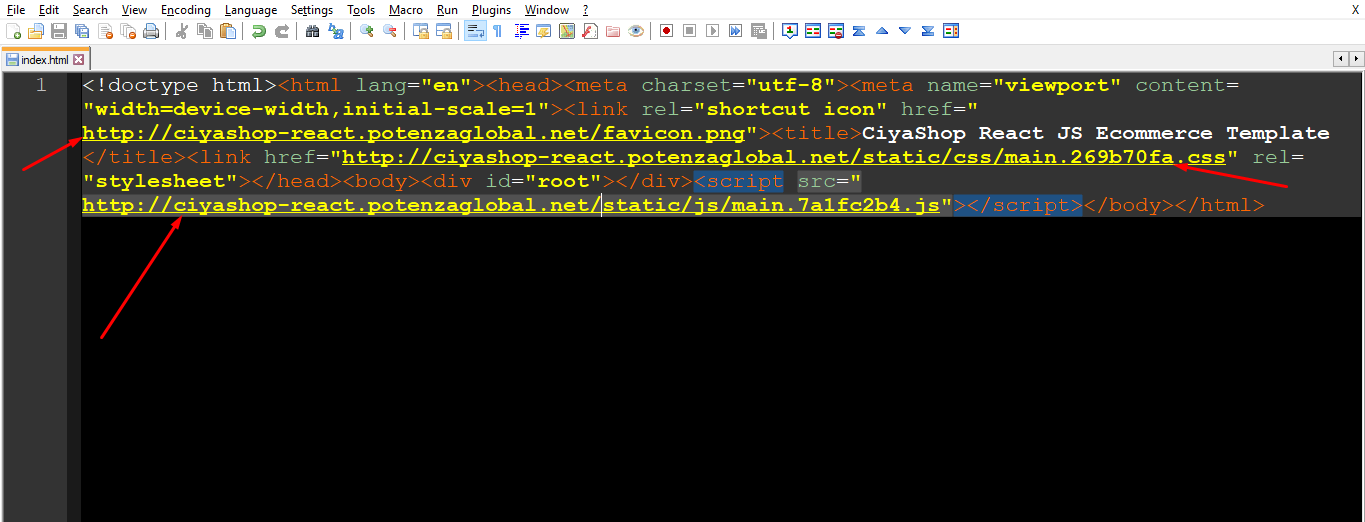 File Edit Search View Encoding Language Settings Tools Macro Run Plugins Window ? X
index.html
1 <!doctype html><html lang="en"><head><meta charset="utf-8"><meta name="viewport" content=
"width=device-width,initial-scale=1"><link rel="shortcut icon" href="
http://ciyashop-react.potenzaglobal.net/favicon.png"><title>CiyaShop React JS Ecommerce Template
</title><link href="http://ciyashop-react.potenzaglobal.net/static/css/main.269b70fa.css" rel=
"stylesheet"></head><body><div id="root"></div><script src="
http://ciyashop-react.potenzaglobal.net/static/js/main.7a1fc2b4.js"></script></body></html>